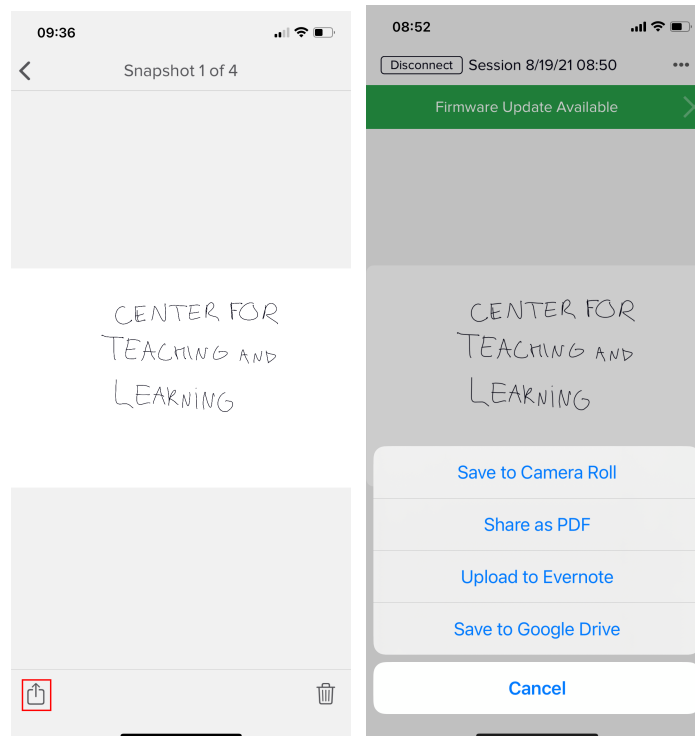 09:36
Snapshot 1 of 4
CENTER FOR
TEACHING AND
LEARNING
08:52
Disconnect Session 8/19/21 08:50
Firmware Update Available
CENTER FOR
TEACHING AND
LEARNING
Save to Camera Roll
Share as PDF
Upload to Evernote
Save to Google Drive
Cancel